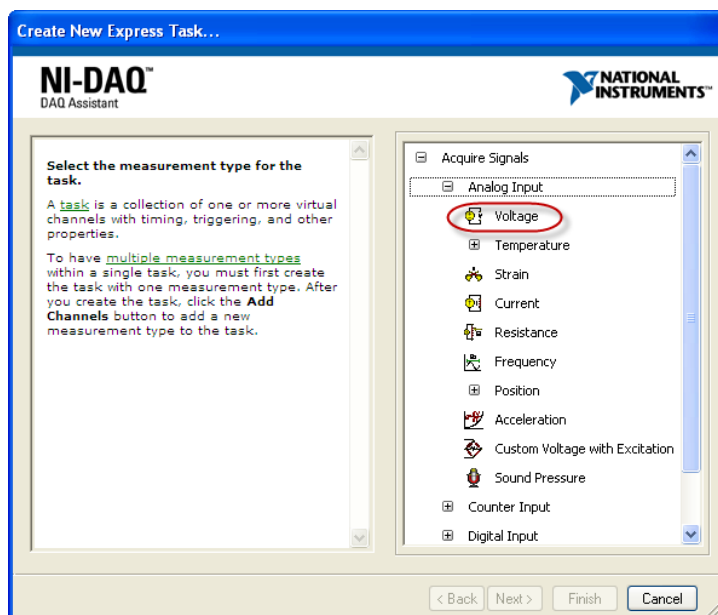 Create New Express Task...
NI-DAQ™
DAQ Assistant
NATIONAL
INSTRUMENTS™
Select the measurement type for the
task.
A task is a collection of one or more virtual
channels with timing, triggering, and other
properties.
To have multiple measurement types
within a single task, you must first create
the task with one measurement type. After
you create the task, click the Add
Channels button to add a new
measurement type to the task.
Acquire Signals
Analog Input
Voltage
Temperature
Strain
Current
Resistance
Frequency
Position
Acceleration
Custom Voltage with Excitation
Sound Pressure
Counter Input
Digital Input
< Back
Next >
Finish
Cancel